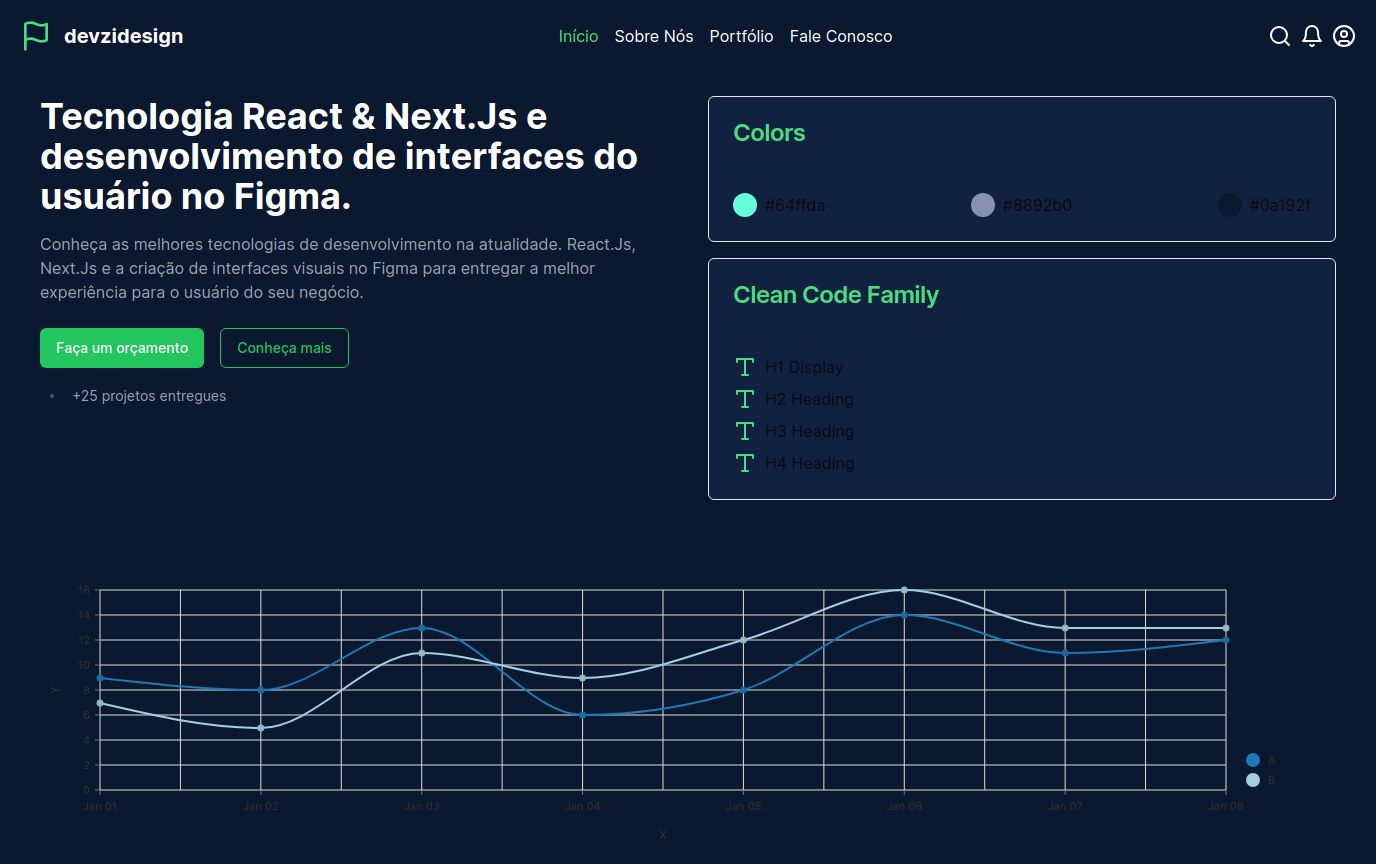 devzidesign
Início Sobre Nós Portfólio Fale Conosco
Tecnologia React & Next.Js e
desenvolvimento de interfaces do
usuário no Figma.
Conheça as melhores tecnologias de desenvolvimento na atualidade. React.Js,
Next.Js e a criação de interfaces visuais no Figma para entregar a melhor
experiência para o usuário do seu negócio.
Faça um orçamento Conheça mais
+25 projetos entregues
Colors
#64ffda #8892b0 #0a192f
Clean Code Family
H1 Display
H2 Heading
H3 Heading
H4 Heading
16
14
12
10
8
6
4
2
0
Y
Jan 01 Jan 02 Jan 03 Jan 04 Jan 05 Jan 06 Jan 07 Jan 08
X
A
B